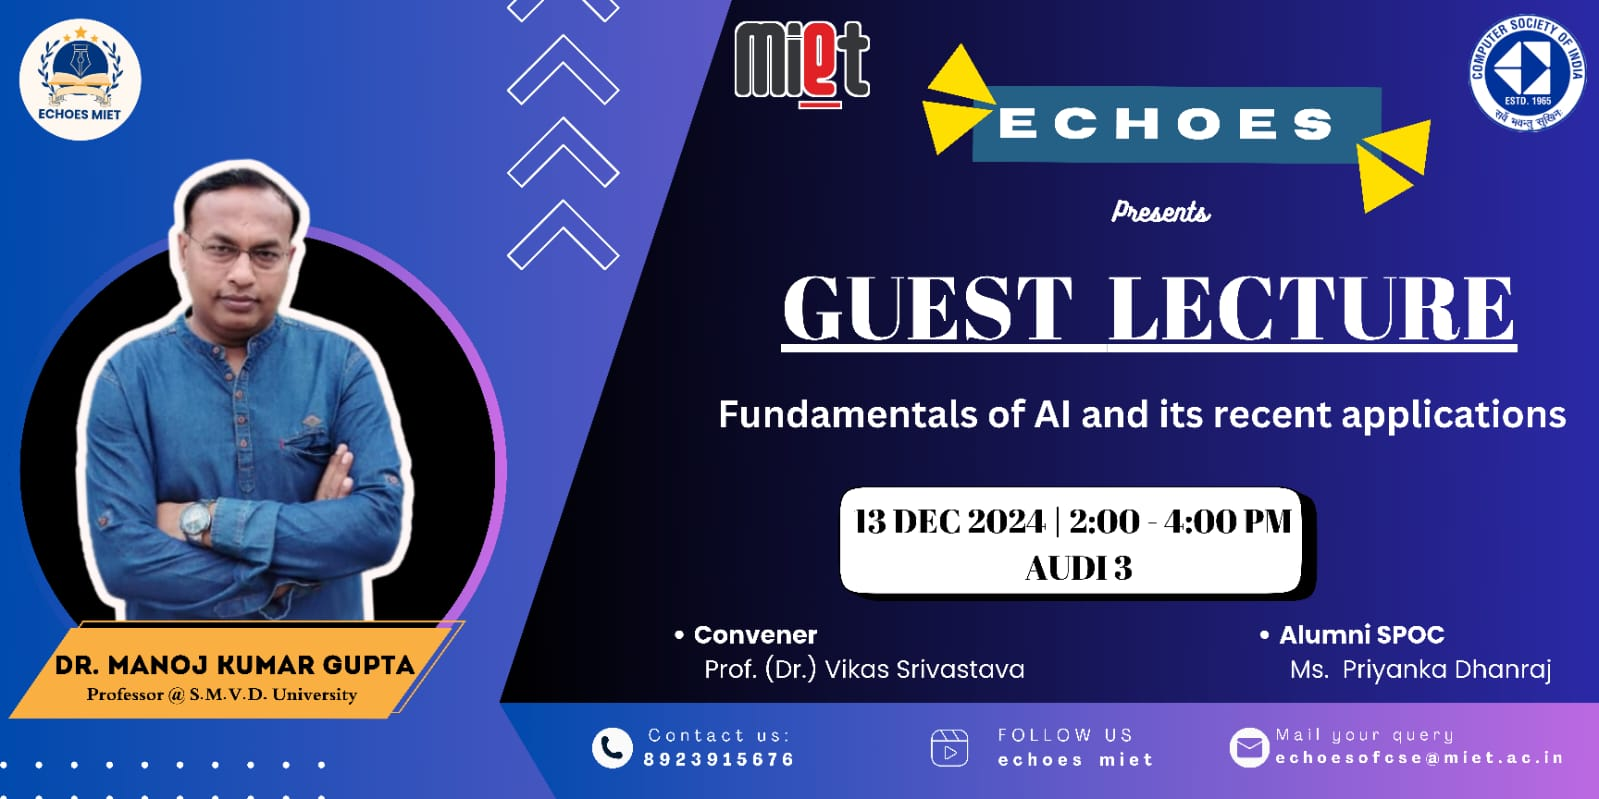 ECHOES MIET
miet
COMPUTER SOCIETY OF INDIA
ESTD. 1965
सर्वे भवन्तु सुखिनः
ECHOES
Presents
GUEST LECTURE
Fundamentals of AI and its recent applications
13 DEC 2024 | 2:00 - 4:00 PM
AUDI 3
• Convener
Prof. (Dr.) Vikas Srivastava
• Alumni SPOC
Ms. Priyanka Dhanraj
DR. MANOJ KUMAR GUPTA
Professor @ S.M.V.D. University
Contact us:
8923915676
FOLLOW US
echoes miet
Mail your query
echoesofcse@miet.ac.in